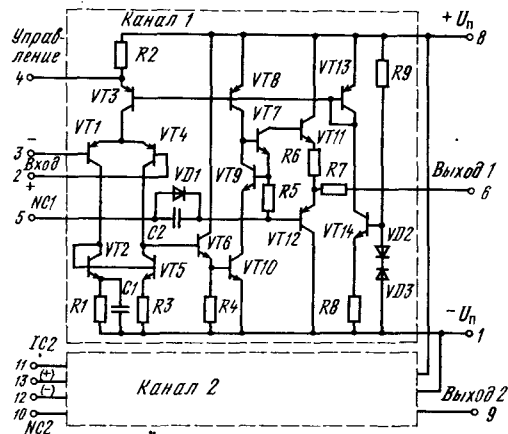 Канал 1
+ Uп
Управ-
ление
R2
8
4
VT3
VT8
VT13
R9
VT7
VT1
VT4
VT11
R6
R7
3 −
Вход
2 +
VD1
VT9
R5
Выход 1
6
5 NC1
C2
VT12
VT14
VD2
VT2
VT6
VT5
VT10
VD3
C1
R1
R3
R4
R8
− Uп
1
IC2
11
13 (+)
12 (−)
10
NC2
Канал 2
Выход 2
9